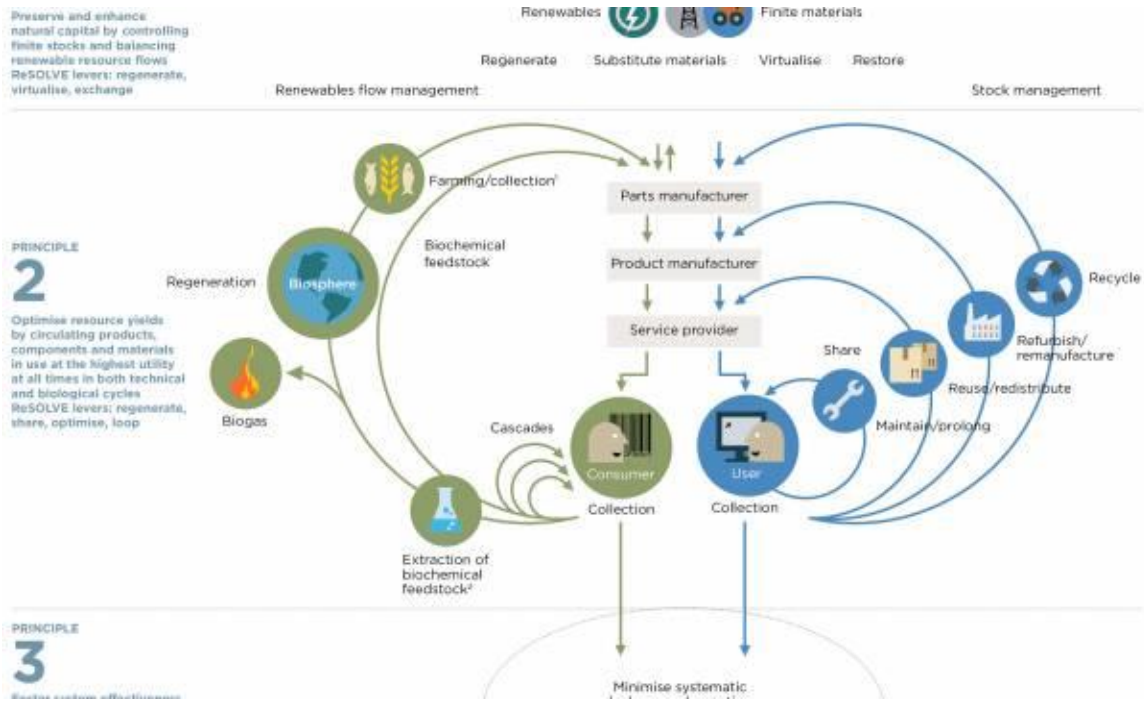 Preserve and enhance
natural capital by controlling
finite stocks and balancing
renewable resource flows
ReSOLVE levers: regenerate,
virtualise, exchange
Renewables
Finite materials
Regenerate
Substitute materials
Virtualise
Restore
Renewables flow management
Stock management
PRINCIPLE
2
Optimise resource yields
by circulating products,
components and materials
in use at the highest utility
at all times in both technical
and biological cycles
ReSOLVE levers: regenerate,
share, optimise, loop
Farming/collection¹
Biochemical
feedstock
Regeneration
Biosphere
Biogas
Cascades
Extraction of
biochemical
feedstock²
Parts manufacturer
Product manufacturer
Service provider
Consumer
Collection
User
Collection
Share
Maintain/prolong
Reuse/redistribute
Refurbish/
remanufacture
Recycle
PRINCIPLE
3
Foster system effectiveness
Minimise systematic